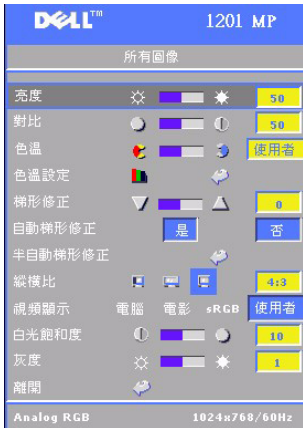 DELL™ 1201 MP
所有圖像
亮度 50
對比 50
色溫 使用者
色溫設定
梯形修正 0
自動梯形修正 是 否
半自動梯形修正
縱橫比 4:3
視頻顯示 電腦 電影 sRGB 使用者
白光飽和度 10
灰度 1
離開
Analog RGB 1024x768/60Hz